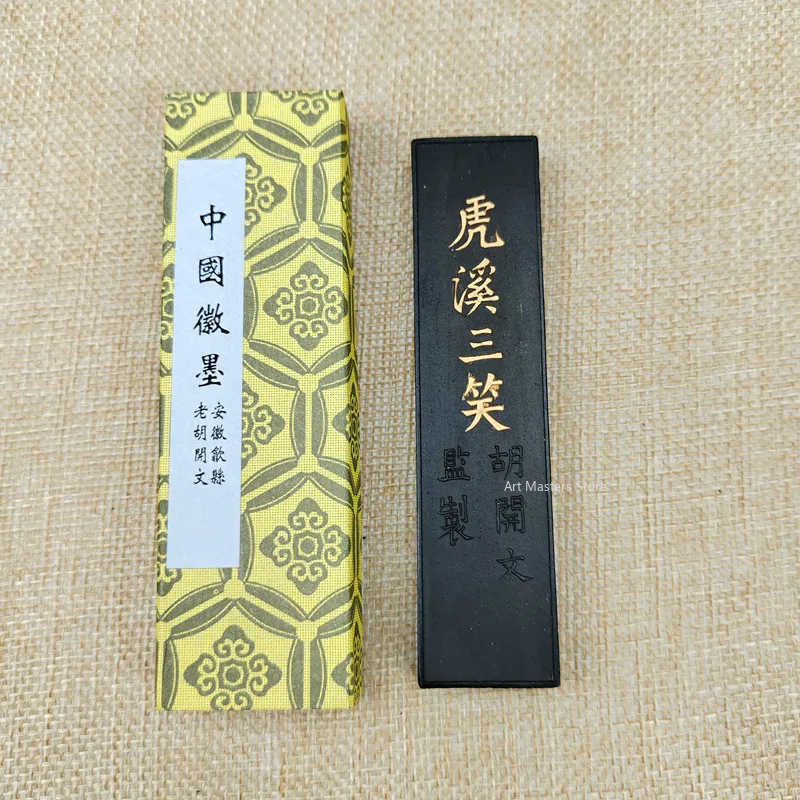 中國徽墨
安徽歙縣
老胡開文
虎溪三笑
胡開文
監製
Art Masters Store